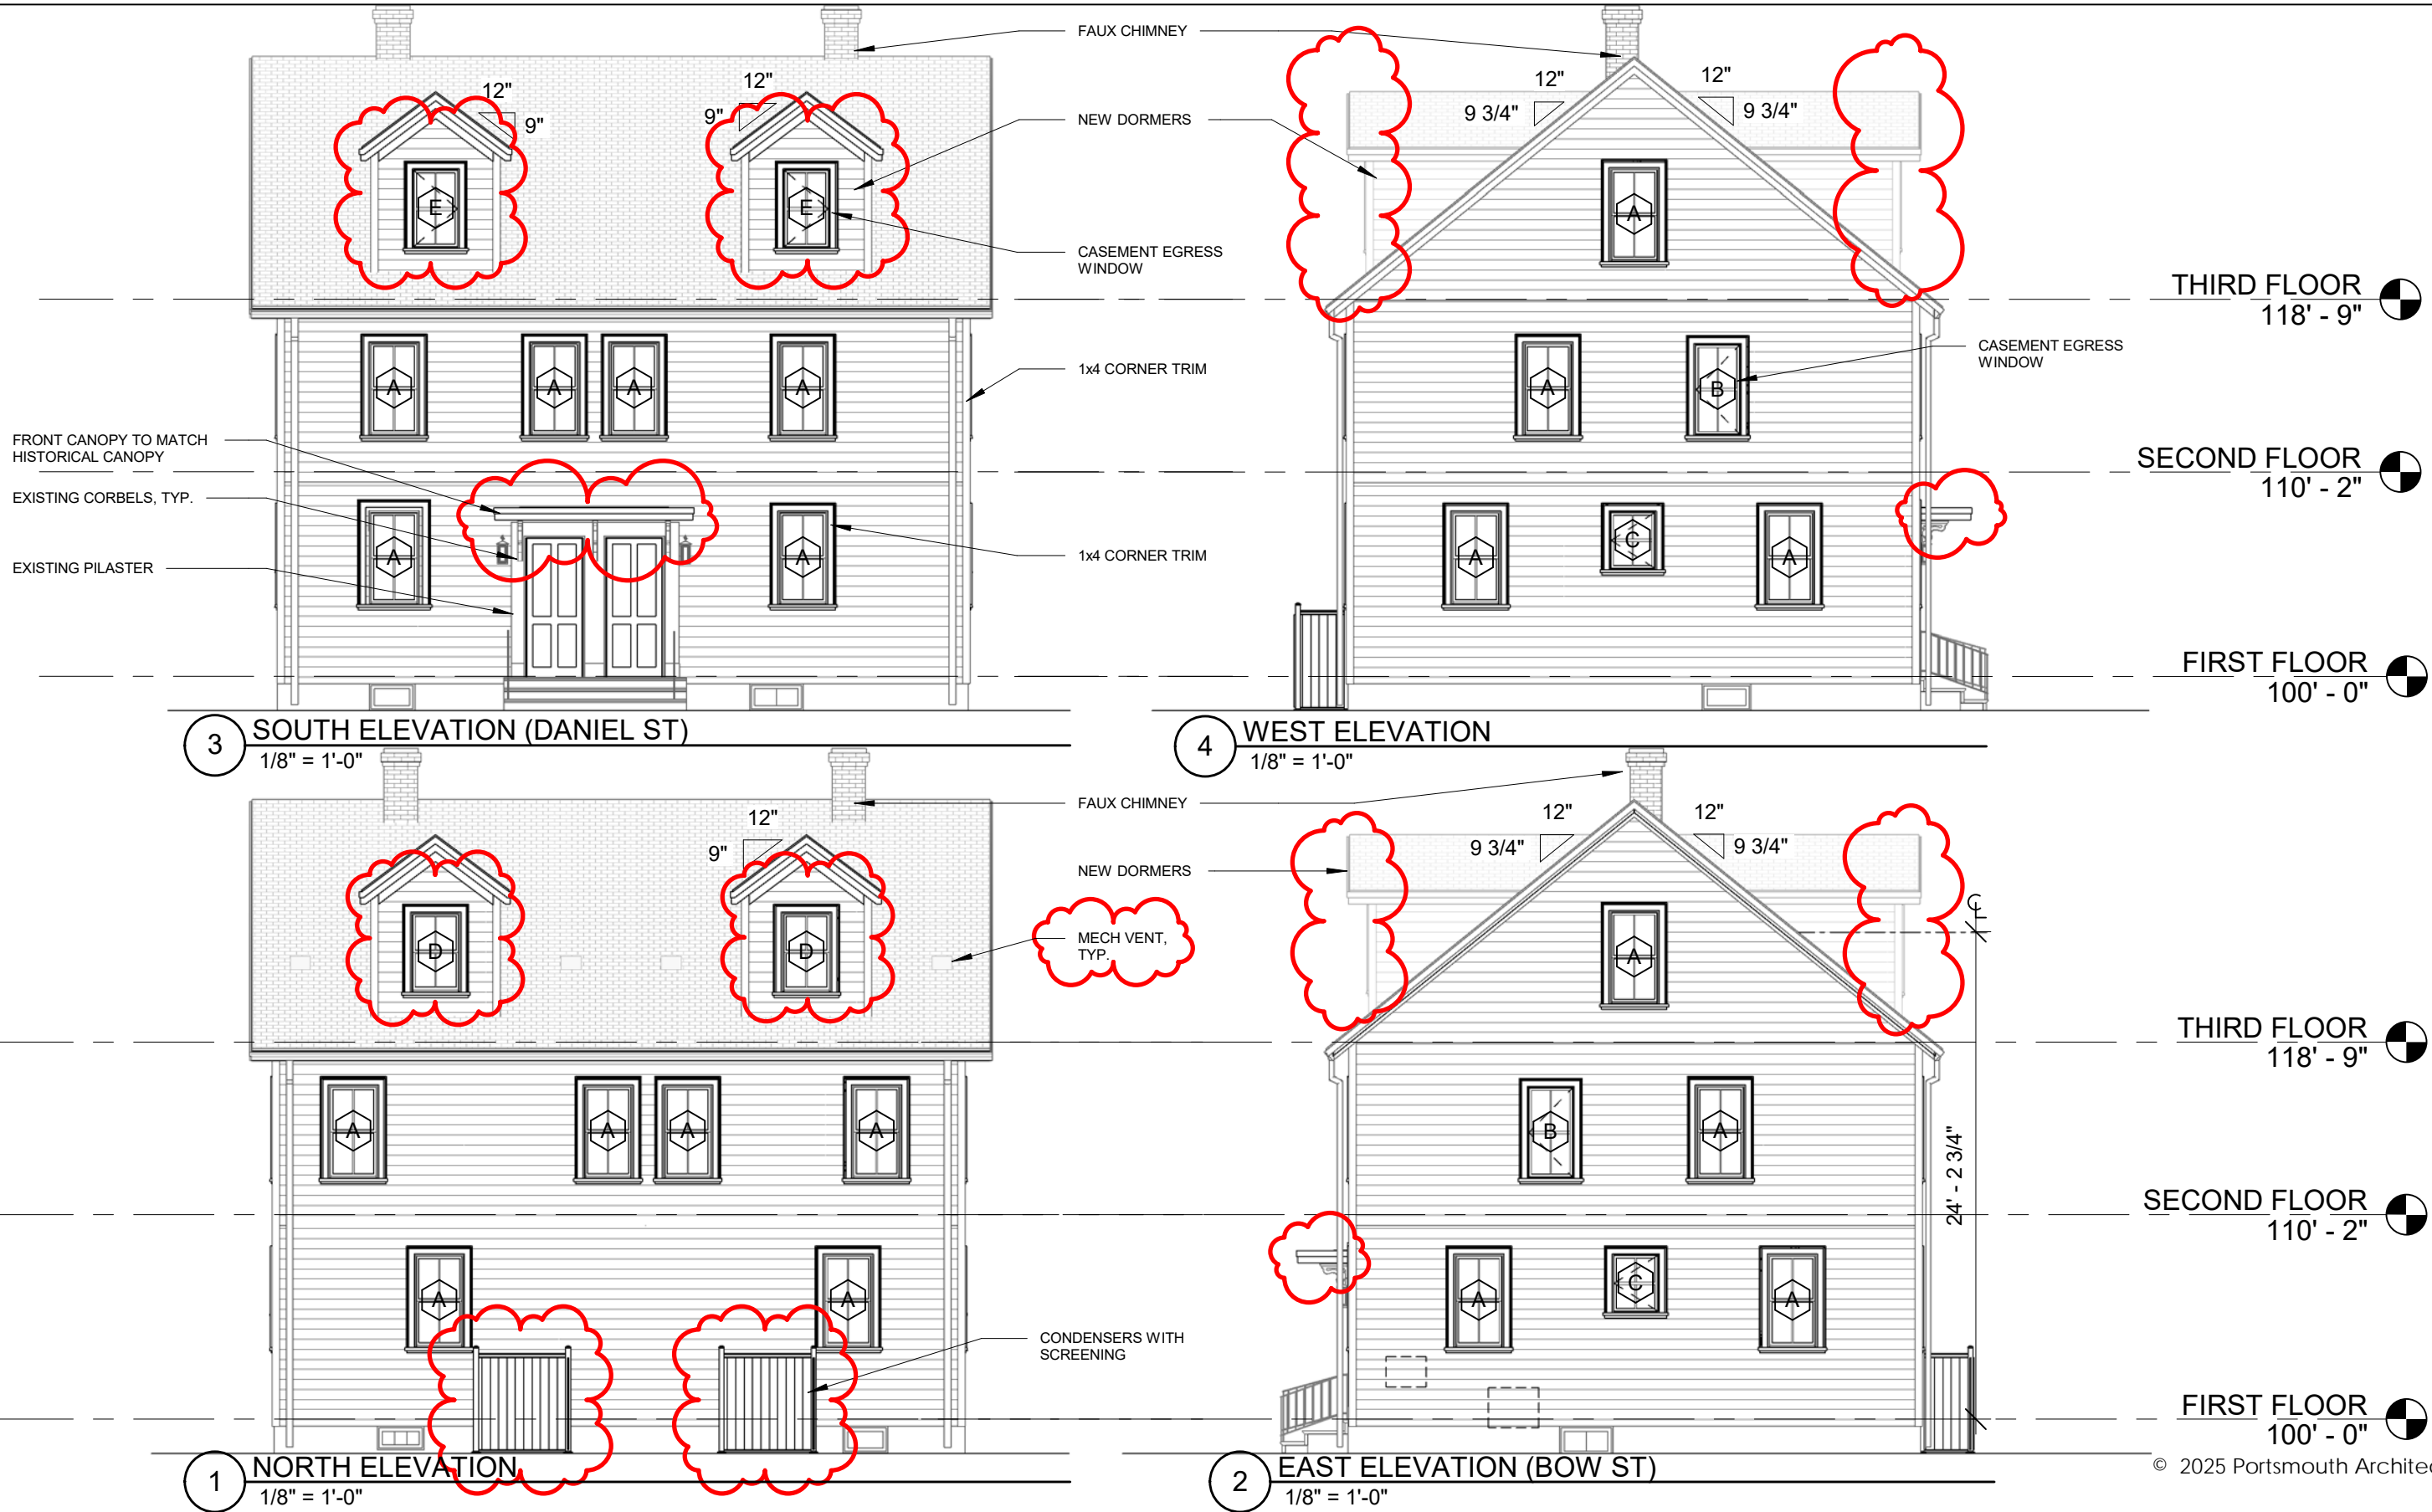 FAUX CHIMNEY
12"
9"
12"
9"
NEW DORMERS
CASEMENT EGRESS
WINDOW
E
E
A
A
A
A
1x4 CORNER TRIM
FRONT CANOPY TO MATCH
HISTORICAL CANOPY
EXISTING CORBELS, TYP.
EXISTING PILASTER
A
A
1x4 CORNER TRIM
3
SOUTH ELEVATION (DANIEL ST)
1/8" = 1'-0"
12"
9 3/4"
12"
9 3/4"
A
THIRD FLOOR
118' - 9"
CASEMENT EGRESS
WINDOW
A
B
SECOND FLOOR
110' - 2"
A
C
A
FIRST FLOOR
100' - 0"
4
WEST ELEVATION
1/8" = 1'-0"
FAUX CHIMNEY
12"
9"
NEW DORMERS
D
D
MECH VENT,
TYP.
A
A
A
A
A
A
CONDENSERS WITH
SCREENING
1
NORTH ELEVATION
1/8" = 1'-0"
12"
9 3/4"
12"
9 3/4"
A
THIRD FLOOR
118' - 9"
B
A
24' - 2 3/4"
SECOND FLOOR
110' - 2"
A
C
A
FIRST FLOOR
100' - 0"
2
EAST ELEVATION (BOW ST)
1/8" = 1'-0"
© 2025 Portsmouth Architec